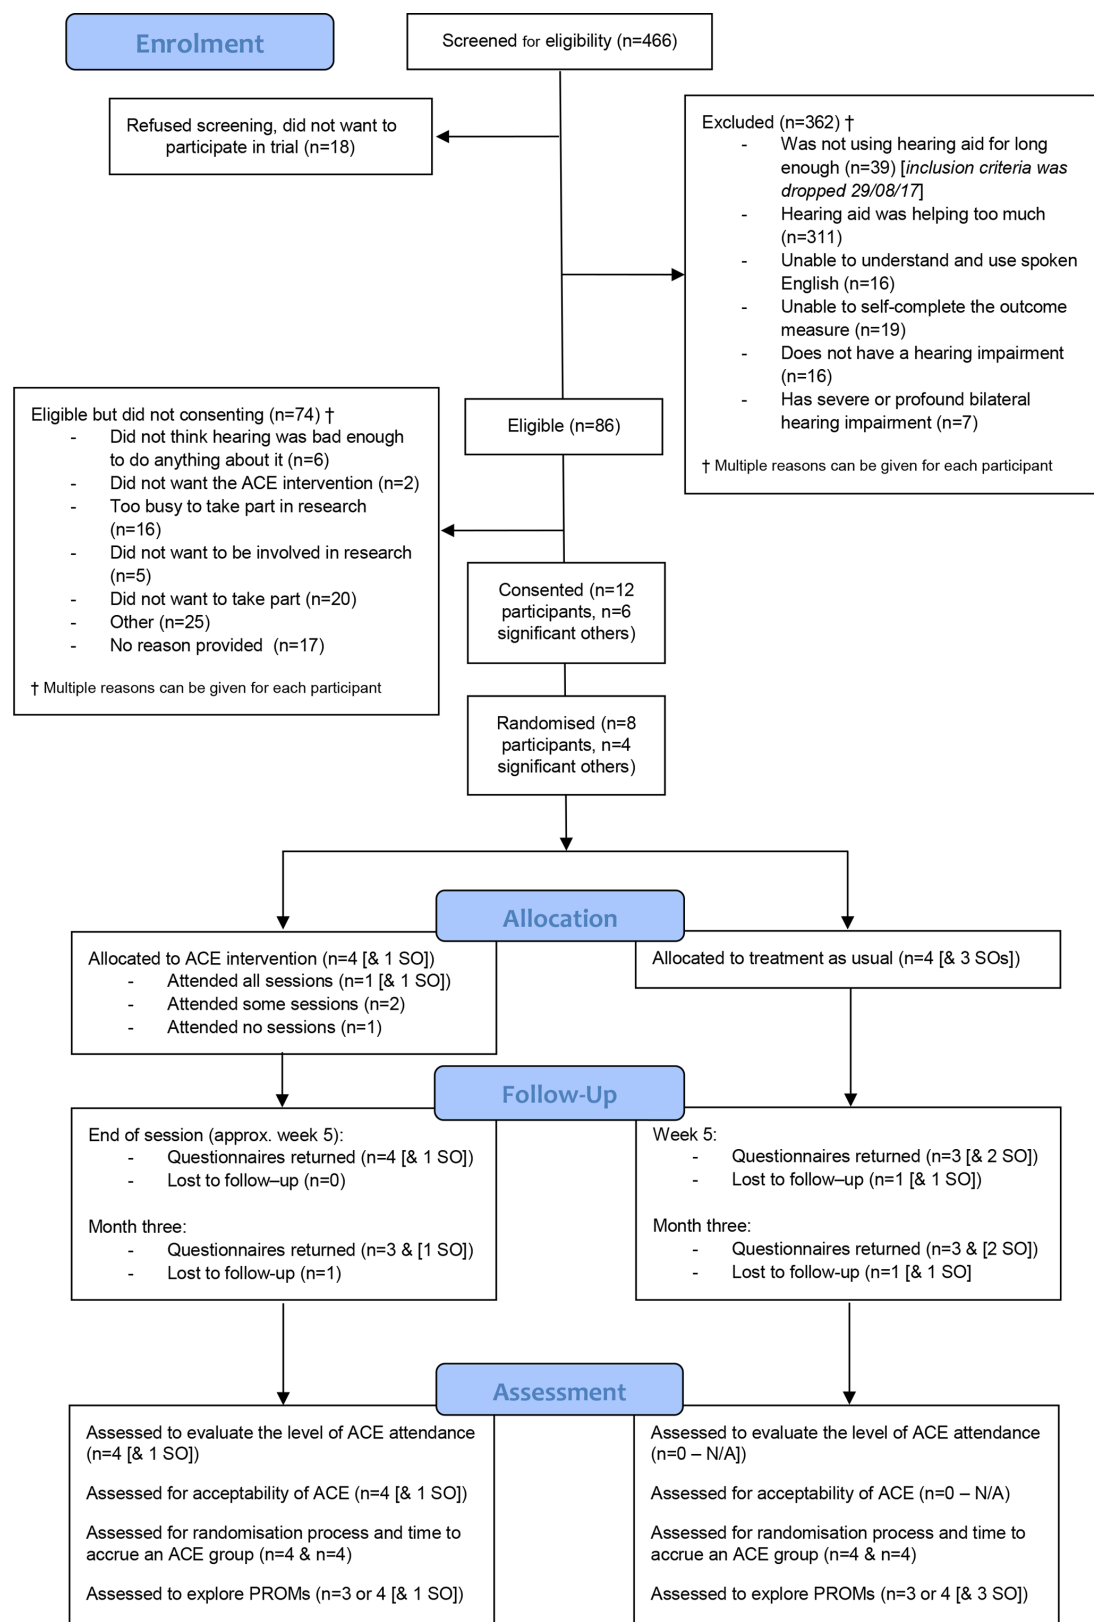 Enrolment
Screened for eligibility (n=466)
Refused screening, did not want to
participate in trial (n=18)
Excluded (n=362) †
- Was not using hearing aid for long
enough (n=39) [inclusion criteria was
dropped 29/08/17]
- Hearing aid was helping too much
(n=311)
- Unable to understand and use spoken
English (n=16)
- Unable to self-complete the outcome
measure (n=19)
- Does not have a hearing impairment
(n=16)
- Has severe or profound bilateral
hearing impairment (n=7)
† Multiple reasons can be given for each participant
Eligible (n=86)
Eligible but did not consenting (n=74) †
- Did not think hearing was bad enough
to do anything about it (n=6)
- Did not want the ACE intervention (n=2)
- Too busy to take part in research
(n=16)
- Did not want to be involved in research
(n=5)
- Did not want to take part (n=20)
- Other (n=25)
- No reason provided (n=17)
† Multiple reasons can be given for each participant
Consented (n=12
participants, n=6
significant others)
Randomised (n=8
participants, n=4
significant others)
Allocation
Allocated to ACE intervention (n=4 [& 1 SO])
- Attended all sessions (n=1 [& 1 SO])
- Attended some sessions (n=2)
- Attended no sessions (n=1)
Allocated to treatment as usual (n=4 [& 3 SOs])
Follow-Up
End of session (approx. week 5):
- Questionnaires returned (n=4 [& 1 SO])
- Lost to follow–up (n=0)
Month three:
- Questionnaires returned (n=3 & [1 SO])
- Lost to follow-up (n=1)
Week 5:
- Questionnaires returned (n=3 [& 2 SO])
- Lost to follow–up (n=1 [& 1 SO])
Month three:
- Questionnaires returned (n=3 & [2 SO])
- Lost to follow-up (n=1 [& 1 SO]
Assessment
Assessed to evaluate the level of ACE attendance
(n=4 [& 1 SO])
Assessed for acceptability of ACE (n=4 [& 1 SO])
Assessed for randomisation process and time to
accrue an ACE group (n=4 & n=4)
Assessed to explore PROMs (n=3 or 4 [& 1 SO])
Assessed to evaluate the level of ACE attendance
(n=0 – N/A])
Assessed for acceptability of ACE (n=0 – N/A)
Assessed for randomisation process and time to
accrue an ACE group (n=4 & n=4)
Assessed to explore PROMs (n=3 or 4 [& 3 SO])